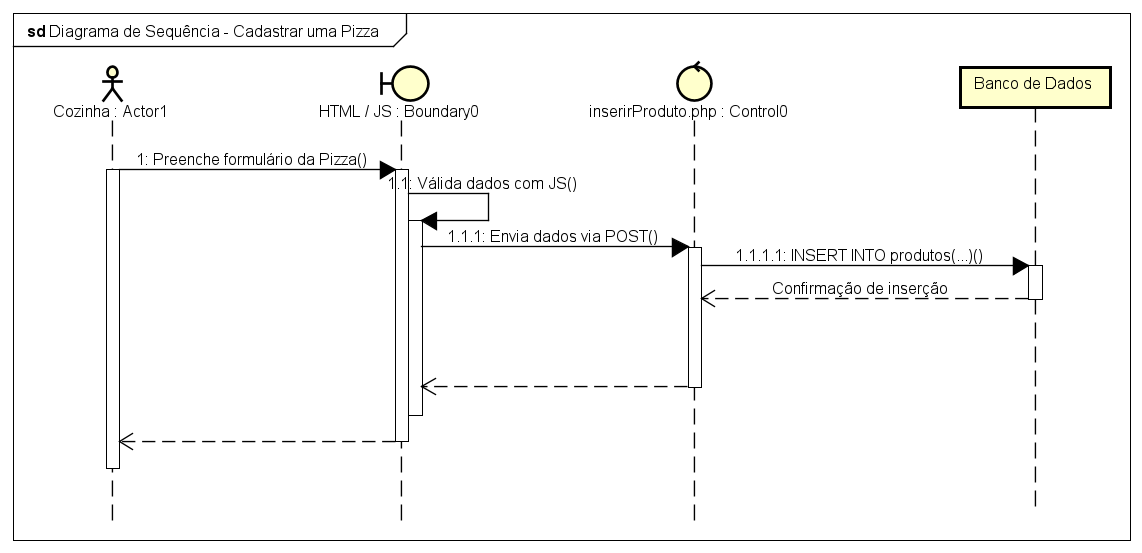 sd Diagrama de Sequência - Cadastrar uma Pizza
Cozinha : Actor1
HTML / JS : Boundary0
inserirProduto.php : Control0
Banco de Dados
1: Preenche formulário da Pizza()
1.1: Válida dados com JS()
1.1.1: Envia dados via POST()
1.1.1.1: INSERT INTO produtos(...)()
Confirmação de inserção